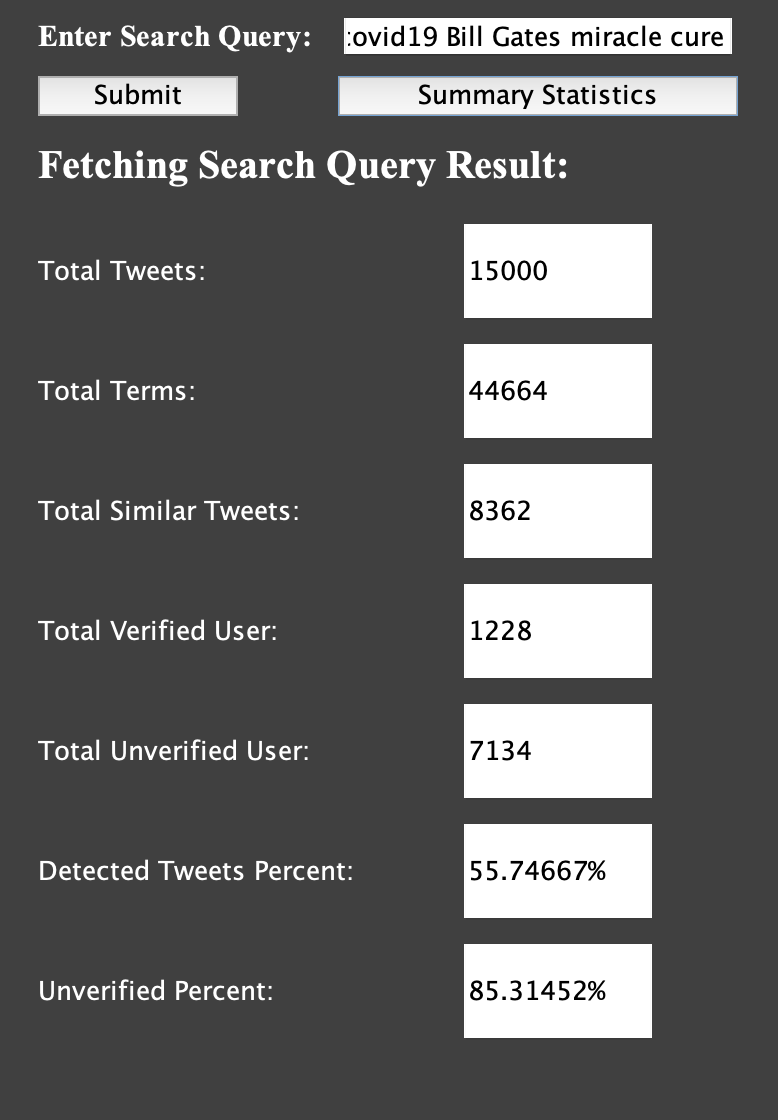 Enter Search Query: :ovid19 Bill Gates miracle cure
Submit Summary Statistics
Fetching Search Query Result:
Total Tweets: 15000
Total Terms: 44664
Total Similar Tweets: 8362
Total Verified User: 1228
Total Unverified User: 7134
Detected Tweets Percent: 55.74667%
Unverified Percent: 85.31452%